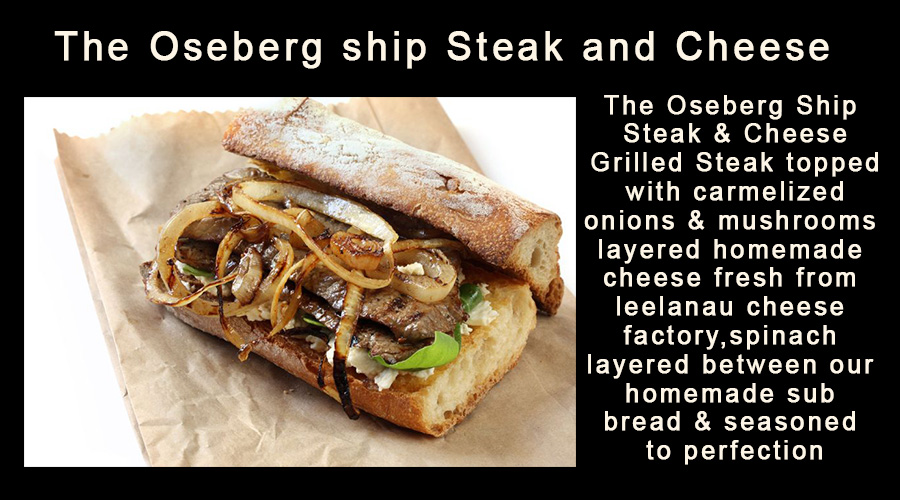 The Oseberg ship Steak and Cheese
The Oseberg Ship
Steak & Cheese
Grilled Steak topped
with carmelized
onions & mushrooms
layered homemade
cheese fresh from
leelanau cheese
factory,spinach
layered between our
homemade sub
bread & seasoned
to perfection